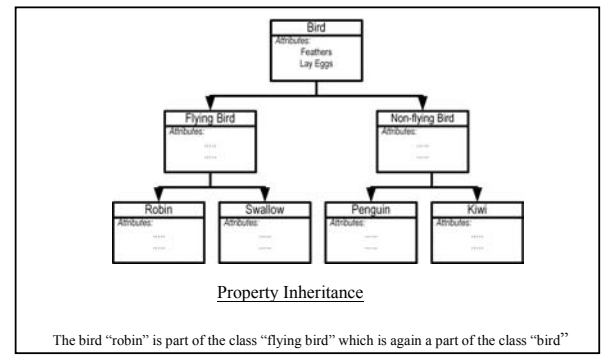 Bird
Attributes:
Feathers
Lay Eggs
Flying Bird
Attributes:
.....
.....
Non-flying Bird
Attributes:
.....
.....
Robin
Attributes:
.....
.....
Swallow
Attributes:
.....
.....
Penguin
Attributes:
.....
.....
Kiwi
Attributes:
.....
.....
Property Inheritance
The bird “robin” is part of the class “flying bird” which is again a part of the class “bird”